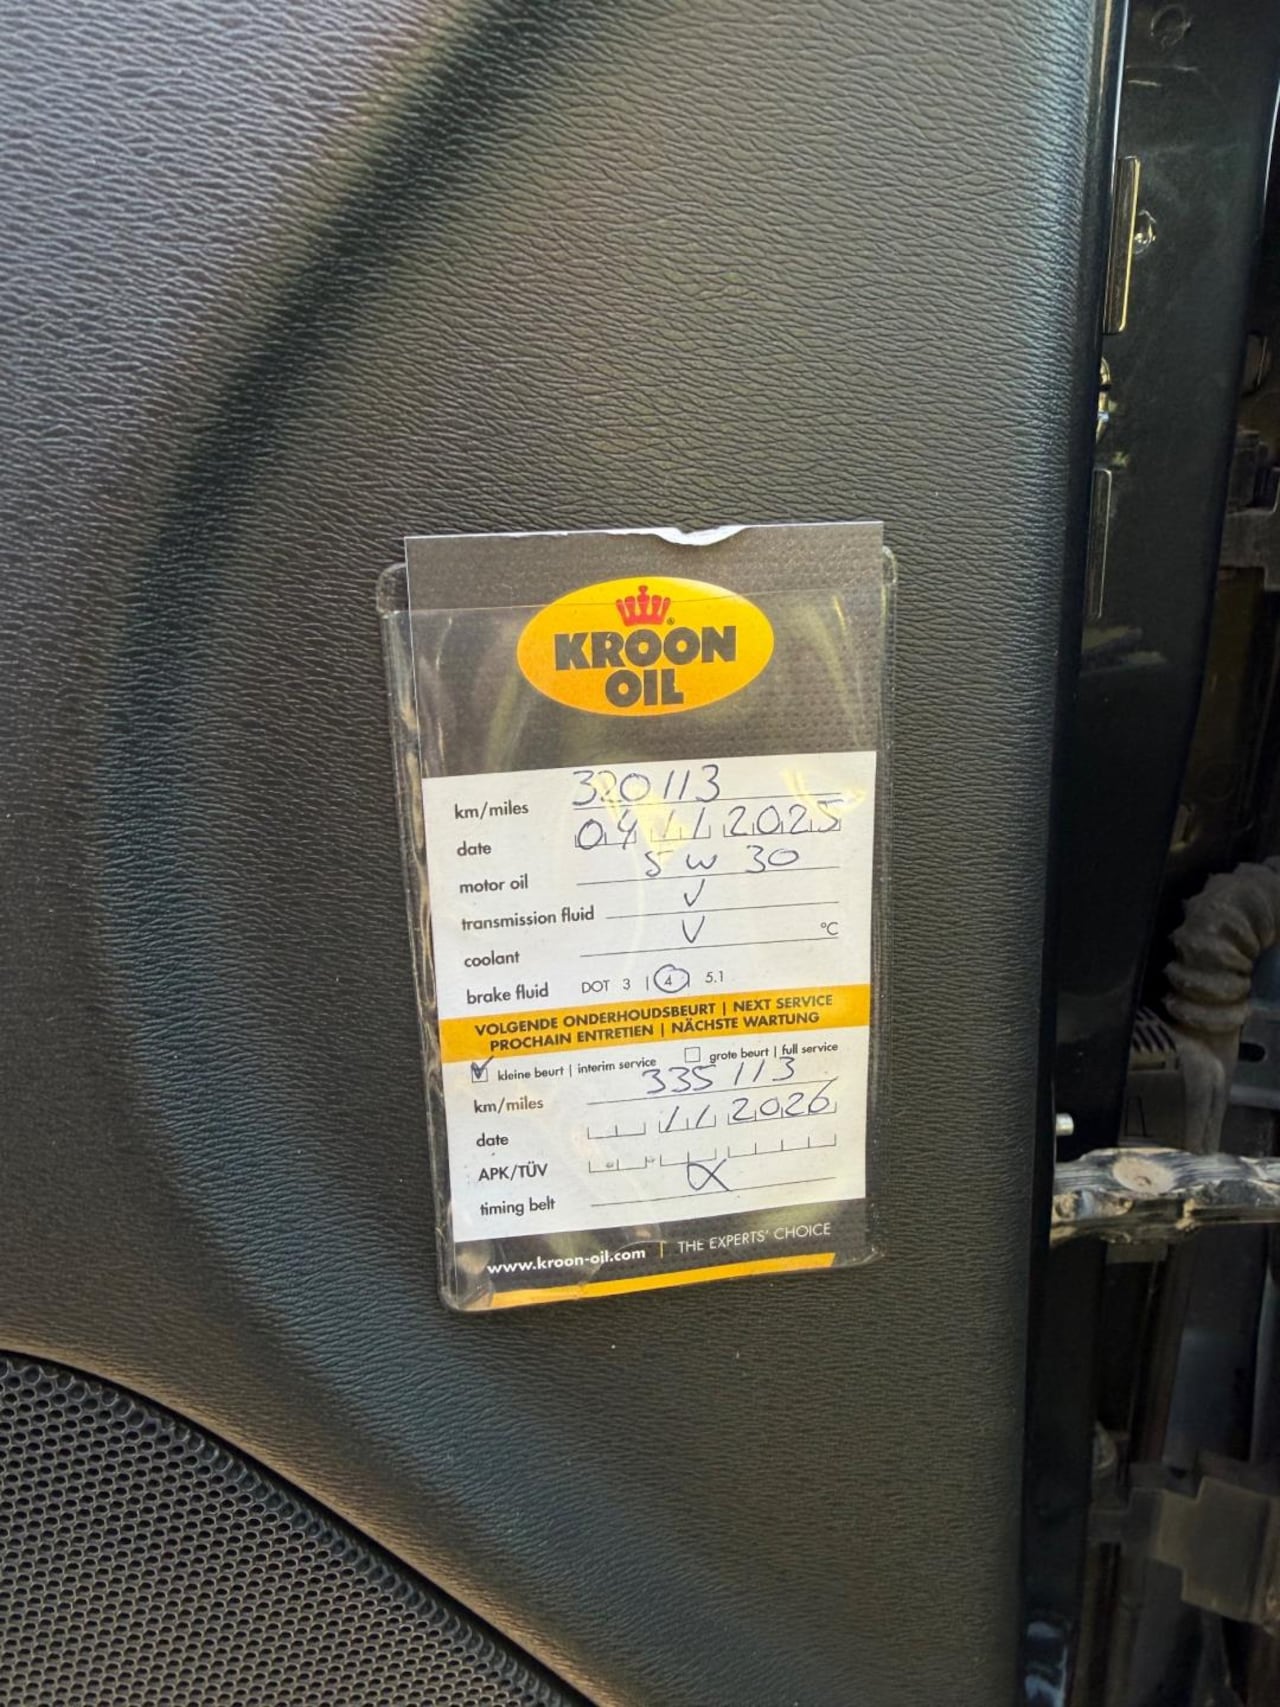 KROON
OIL
km/miles 320113
date 04 11 2025
motor oil 5 W 30
transmission fluid V
coolant V °C
brake fluid DOT 3 | 4 | 5.1
VOLGENDE ONDERHOUDSBEURT | NEXT SERVICE
PROCHAIN ENTRETIEN | NÄCHSTE WARTUNG
kleine beurt | interim service grote beurt | full service
km/miles 335113
date 11 2026
APK/TÜV
timing belt
www.kroon-oil.com | THE EXPERTS' CHOICE